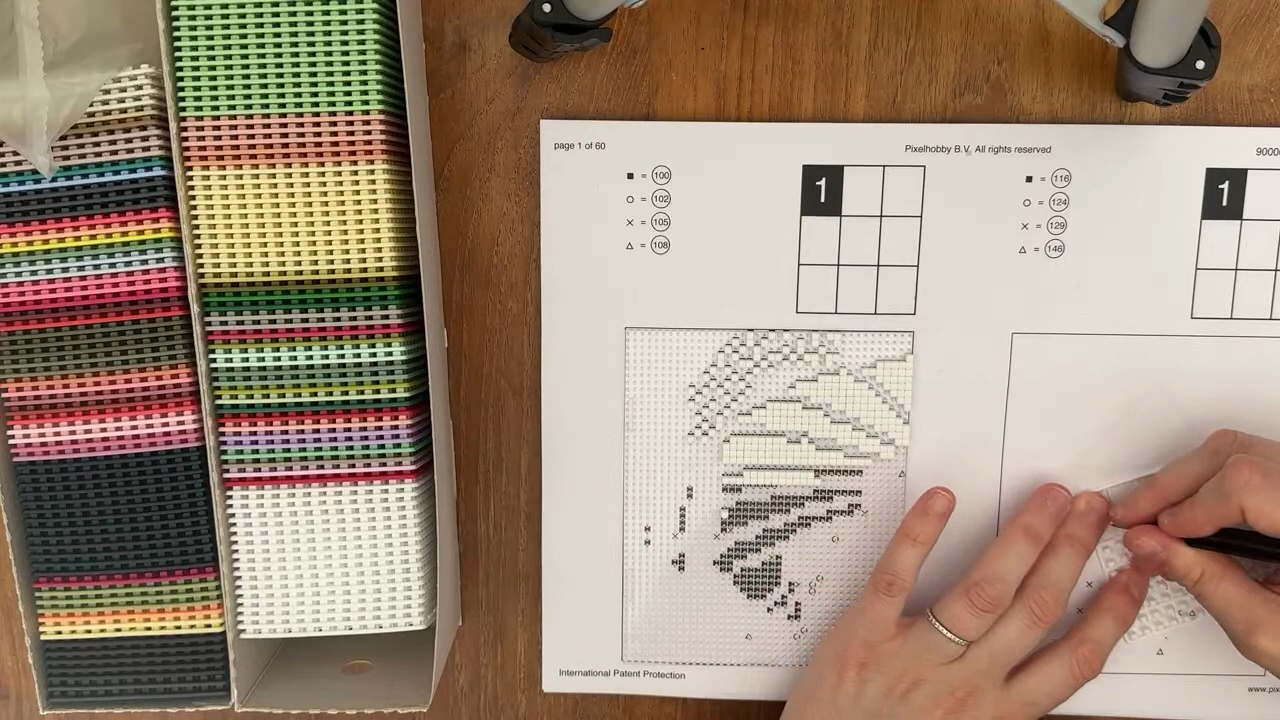 page 1 of 60
Pixelhobby B.V. All rights reserved
■ = 100
○ = 102
× = 105
△ = 108
1
■ = 116
○ = 124
× = 129
△ = 146
1
International Patent Protection